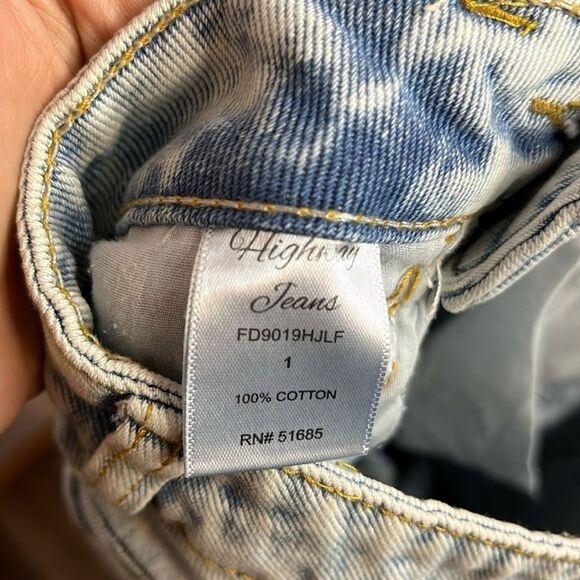 Highway
Jeans
FD9019HJLF
1
100% COTTON
RN# 51685